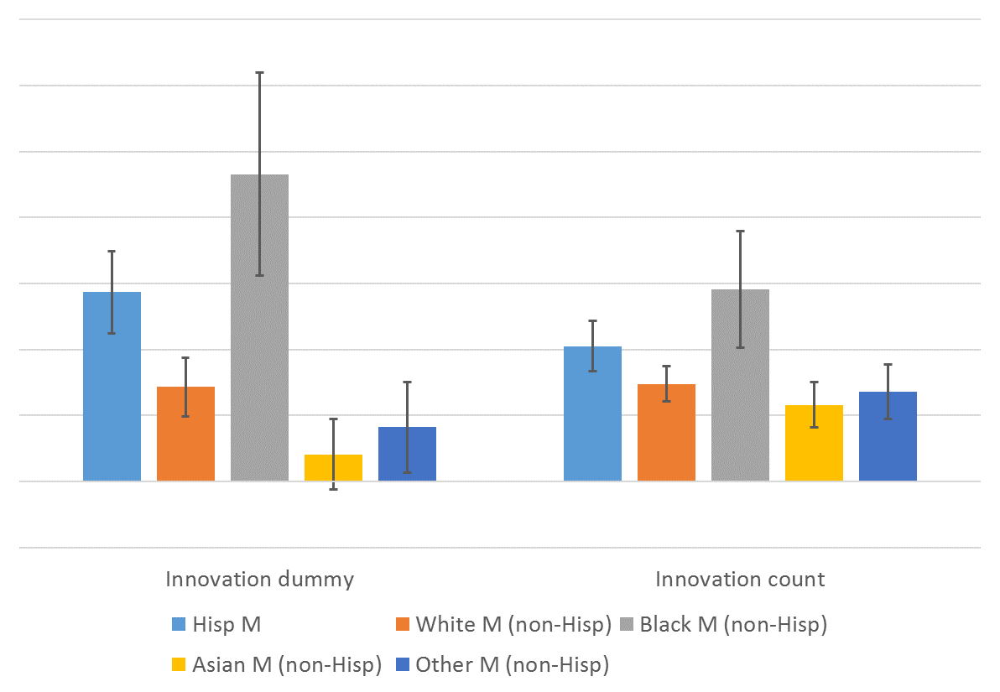 Innovation dummy Innovation count
Hisp M White M (non-Hisp) Black M (non-Hisp)
Asian M (non-Hisp) Other M (non-Hisp)